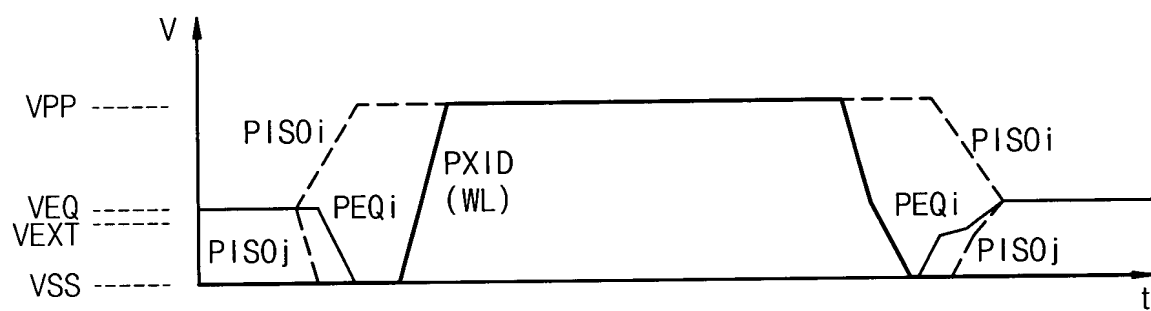 V
VPP
PISOi
PXID
(WL)
PISOi
VEQ
PEQi
PEQi
VEXT
PISOj
PISOj
VSS
t